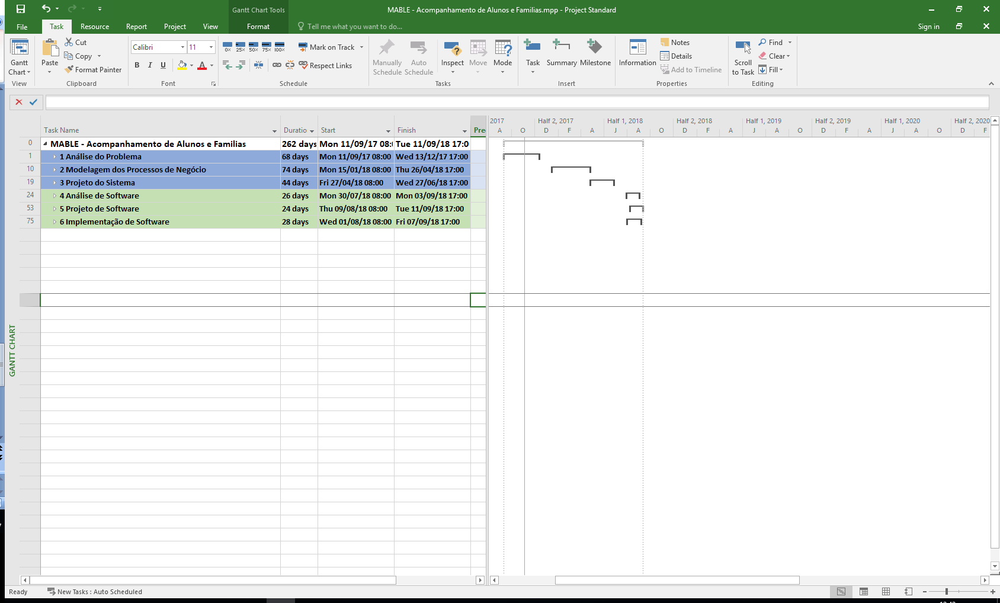 Gantt Chart Tools
MABLE - Acompanhamento de Alunos e Familias.mpp - Project Standard
File Task Resource Report Project View Format Tell me what you want to do... Sign in
Gantt Chart
View
Paste
Cut
Copy
Format Painter
Clipboard
Calibri 11
B I U A
Font
0% 25% 50% 75% 100%
Mark on Track
Respect Links
Schedule
Manually Schedule
Auto Schedule
Inspect
Move
Mode
Tasks
Task
Summary
Milestone
Insert
Information
Notes
Details
Add to Timeline
Properties
Scroll to Task
Find
Clear
Fill
Editing
Task Name Duratio Start Finish Pre
2017 Half 2, 2017 Half 1, 2018 Half 2, 2018 Half 1, 2019 Half 2, 2019 Half 1, 2020 Half 2, 2020
A O D F A J A O D F A J A O D F A J A O D F
0 MABLE - Acompanhamento de Alunos e Familias 262 days Mon 11/09/17 08: Tue 11/09/18 17:0
1 1 Análise do Problema 68 days Mon 11/09/17 08:00 Wed 13/12/17 17:00
10 2 Modelagem dos Processos de Negócio 74 days Mon 15/01/18 08:00 Thu 26/04/18 17:00
19 3 Projeto do Sistema 44 days Fri 27/04/18 08:00 Wed 27/06/18 17:00
24 4 Análise de Software 26 days Mon 30/07/18 08:00 Mon 03/09/18 17:00
53 5 Projeto de Software 24 days Thu 09/08/18 08:00 Tue 11/09/18 17:00
75 6 Implementação de Software 28 days Wed 01/08/18 08:00 Fri 07/09/18 17:00
GANTT CHART
Ready New Tasks : Auto Scheduled